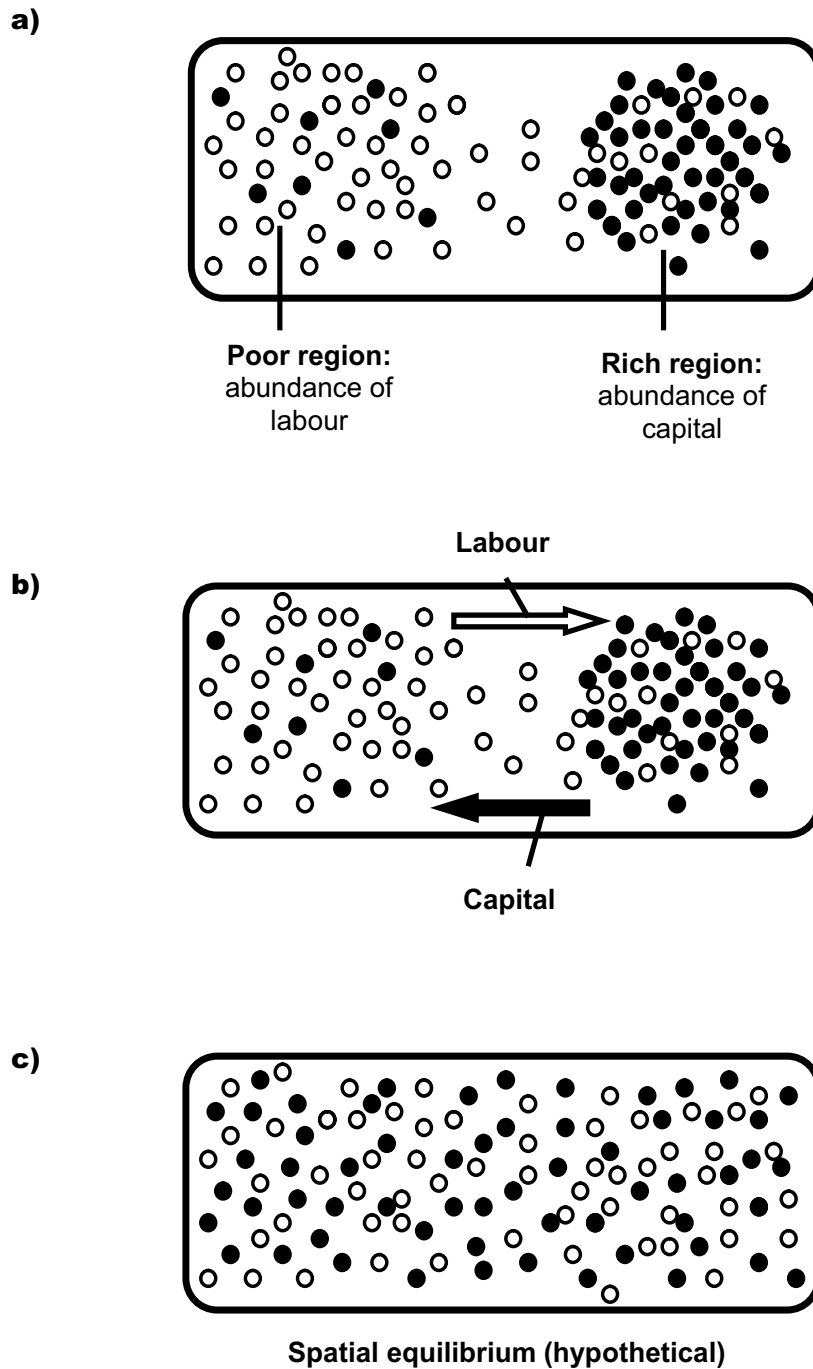 a)
Poor region:
abundance of
labour
Rich region:
abundance of
capital
b)
Labour
Capital
c)
Spatial equilibrium (hypothetical)